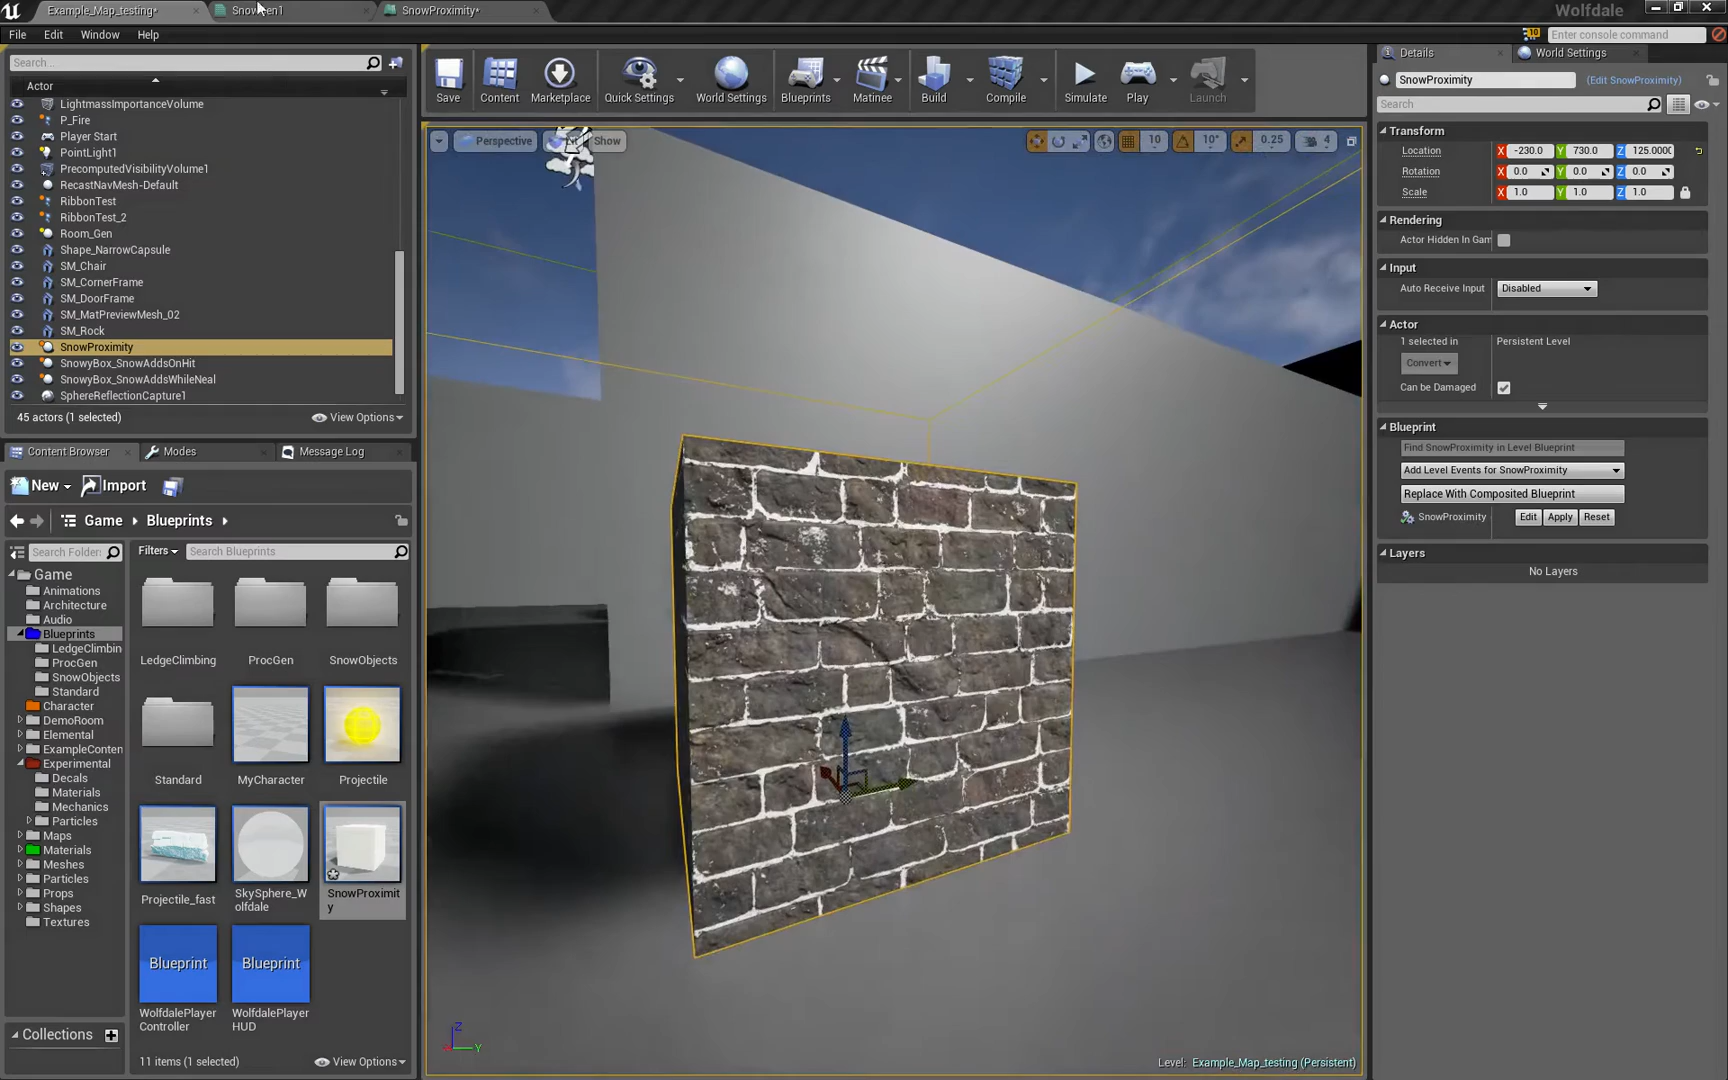 Example_Map_testing*
SnowProximity*
Wolfdale
File Edit Window Help
10
Enter console command
Search...
Actor
LightmassImportanceVolume
P_Fire
Player Start
PointLight1
PrecomputedVisibilityVolume1
RecastNavMesh-Default
RibbonTest
RibbonTest_2
Room_Gen
Shape_NarrowCapsule
SM_Chair
SM_CornerFrame
SM_DoorFrame
SM_MatPreviewMesh_02
SM_Rock
SnowProximity
SnowyBox_SnowAddsOnHit
SnowyBox_SnowAddsWhileNeal
SphereReflectionCapture1
45 actors (1 selected) View Options
Content Browser Modes Message Log
New Import
Game Blueprints
Search Folder
Filters Search Blueprints
Game
Animations
Architecture
Audio
Blueprints
LedgeClimbing
ProcGen
SnowObjects
Standard
Character
DemoRoom
Elemental
ExampleConten
Experimental
Decals
Materials
Mechanics
Particles
Maps
Materials
Meshes
Particles
Props
Shapes
Textures
Collections
LedgeClimbing ProcGen SnowObjects
Standard MyCharacter Projectile
Projectile_fast SkySphere_W
olfdale SnowProximit
y
Blueprint Blueprint
WolfdalePlayer
Controller WolfdalePlayer
HUD
11 items (1 selected) View Options
Save Content Marketplace Quick Settings World Settings Blueprints Matinee Build Compile Simulate Play Launch
Perspective Show 10 10° 0.25 4
Z
Y
Level: Example_Map_testing (Persistent)
Details World Settings
SnowProximity (Edit SnowProximity)
Search
Transform
Location X -230.0 Y 730.0 Z 125.000
Rotation X 0.0 Y 0.0 Z 0.0
Scale X 1.0 Y 1.0 Z 1.0
Rendering
Actor Hidden In Gam
Input
Auto Receive Input Disabled
Actor
1 selected in Persistent Level
Convert
Can be Damaged
Blueprint
Find SnowProximity in Level Blueprint
Add Level Events for SnowProximity
Replace With Composited Blueprint
SnowProximity Edit Apply Reset
Layers
No Layers